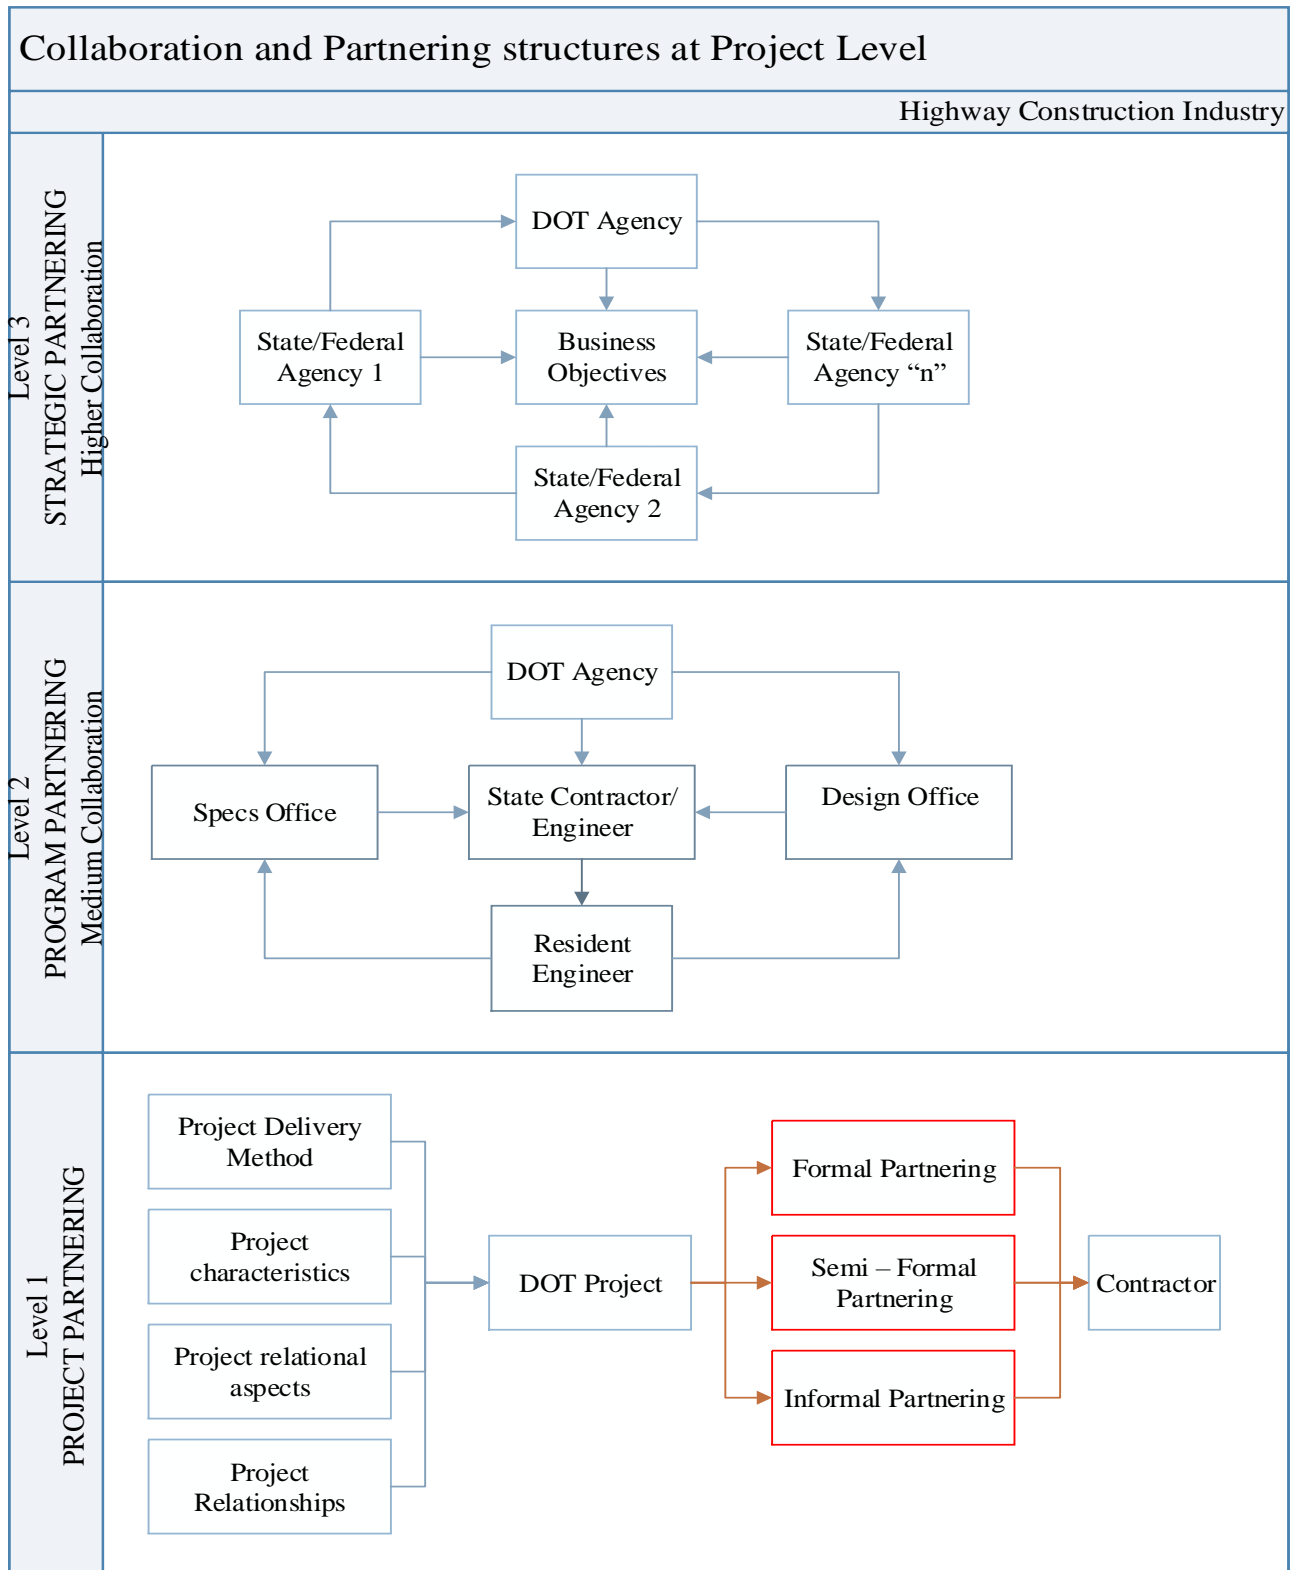 Collaboration and Partnering structures at Project Level
Highway Construction Industry
Level 3
STRATEGIC PARTNERING
Higher Collaboration
DOT Agency
State/Federal
Agency 1
Business
Objectives
State/Federal
Agency “n”
State/Federal
Agency 2
Level 2
PROGRAM PARTNERING
Medium Collaboration
DOT Agency
Specs Office
State Contractor/
Engineer
Design Office
Resident
Engineer
Level 1
PROJECT PARTNERING
Project Delivery
Method
Project
characteristics
Project relational
aspects
Project
Relationships
DOT Project
Formal Partnering
Semi – Formal
Partnering
Informal Partnering
Contractor